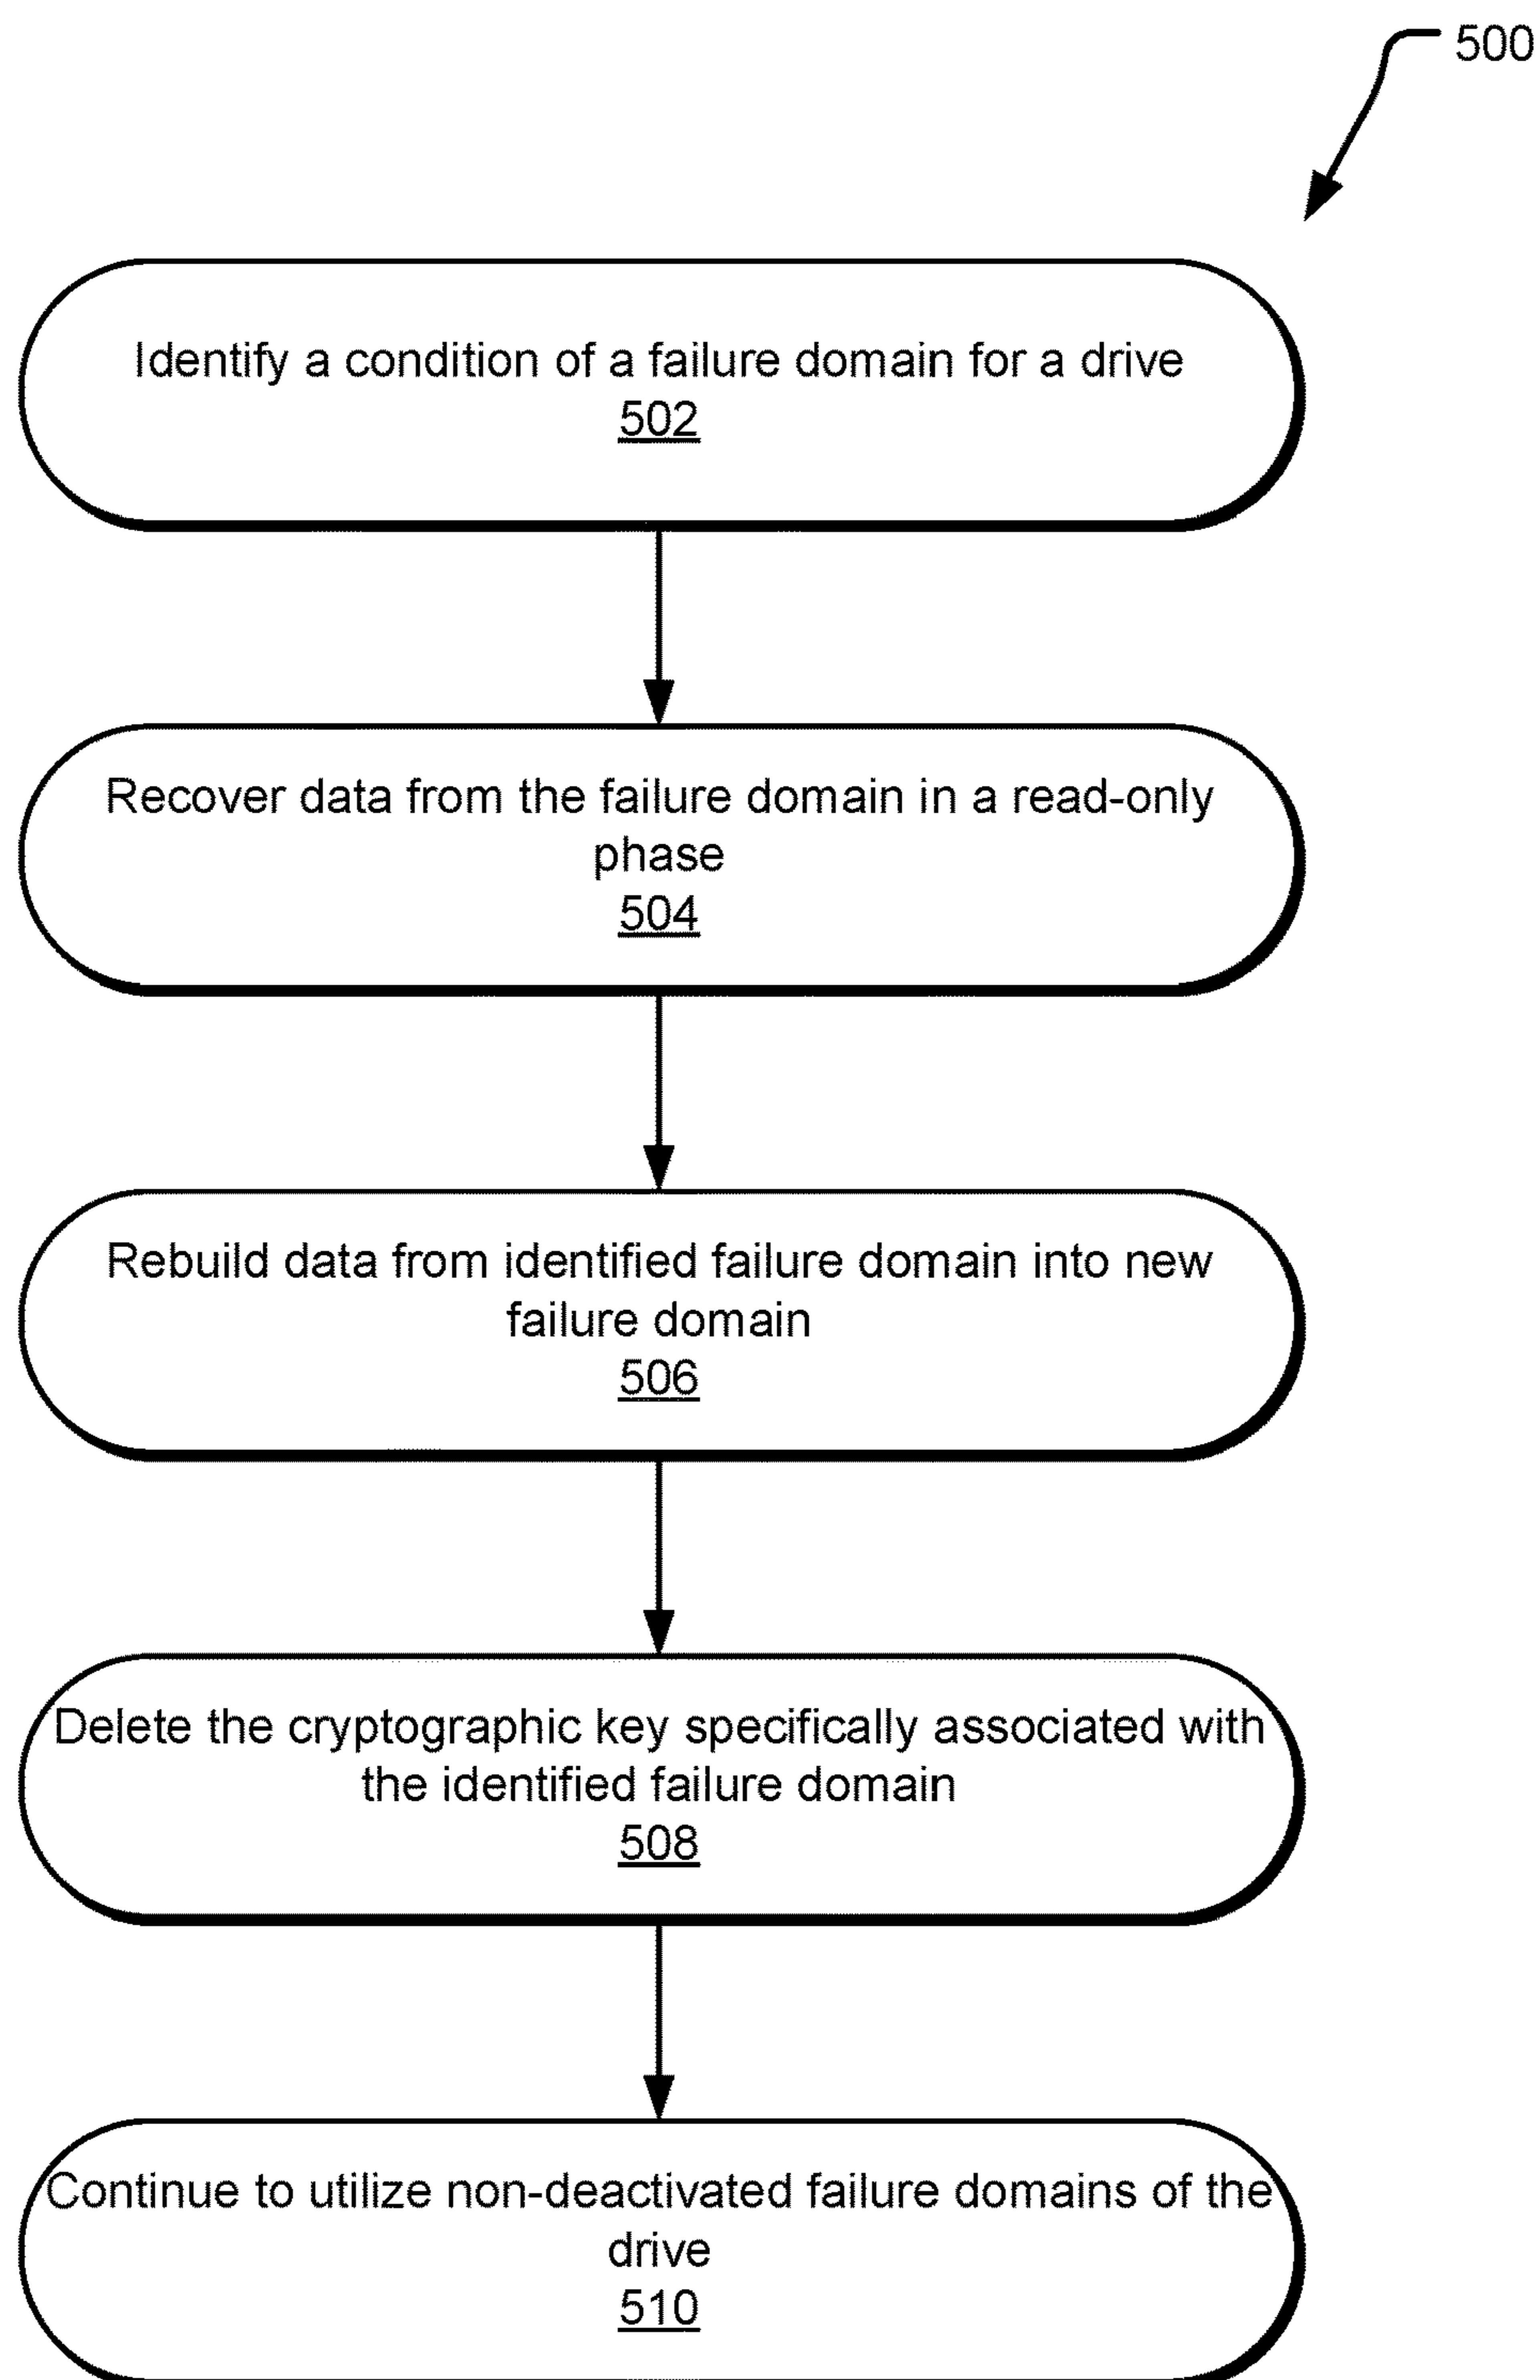 500
Identify a condition of a failure domain for a drive
502
Recover data from the failure domain in a read-only
phase
504
Rebuild data from identified failure domain into new
failure domain
506
Delete the cryptographic key specifically associated with
the identified failure domain
508
Continue to utilize non-deactivated failure domains of the
drive
510